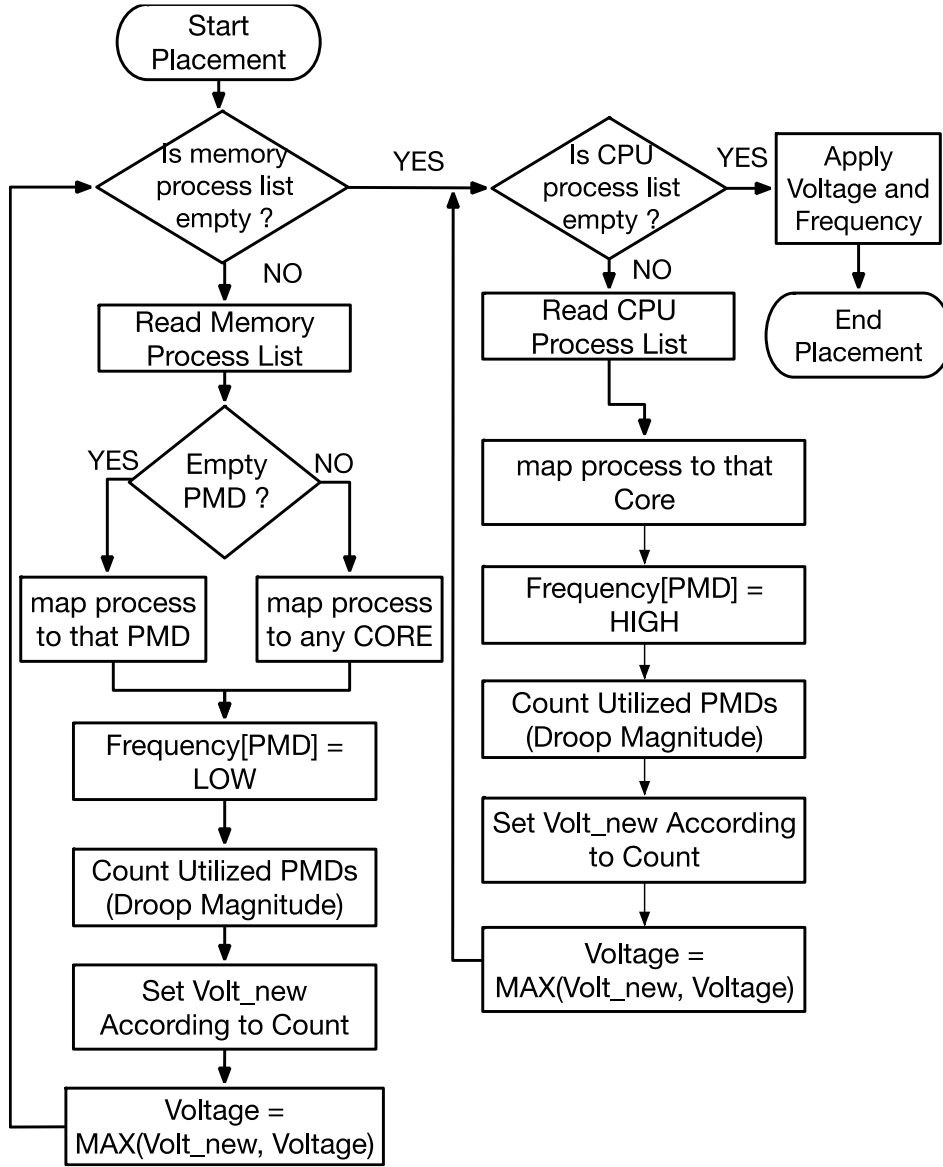 Start
Placement
Is memory
process list
empty ?
YES
NO
Read Memory
Process List
YES
Empty
PMD ?
NO
map process
to that PMD
map process
to any CORE
Frequency[PMD] =
LOW
Count Utilized PMDs
(Droop Magnitude)
Set Volt_new
According to Count
Voltage =
MAX(Volt_new, Voltage)
Is CPU
process list
empty ?
YES
NO
Read CPU
Process List
map process to that
Core
Frequency[PMD] =
HIGH
Count Utilized PMDs
(Droop Magnitude)
Set Volt_new According
to Count
Voltage =
MAX(Volt_new, Voltage)
Apply
Voltage and
Frequency
End
Placement